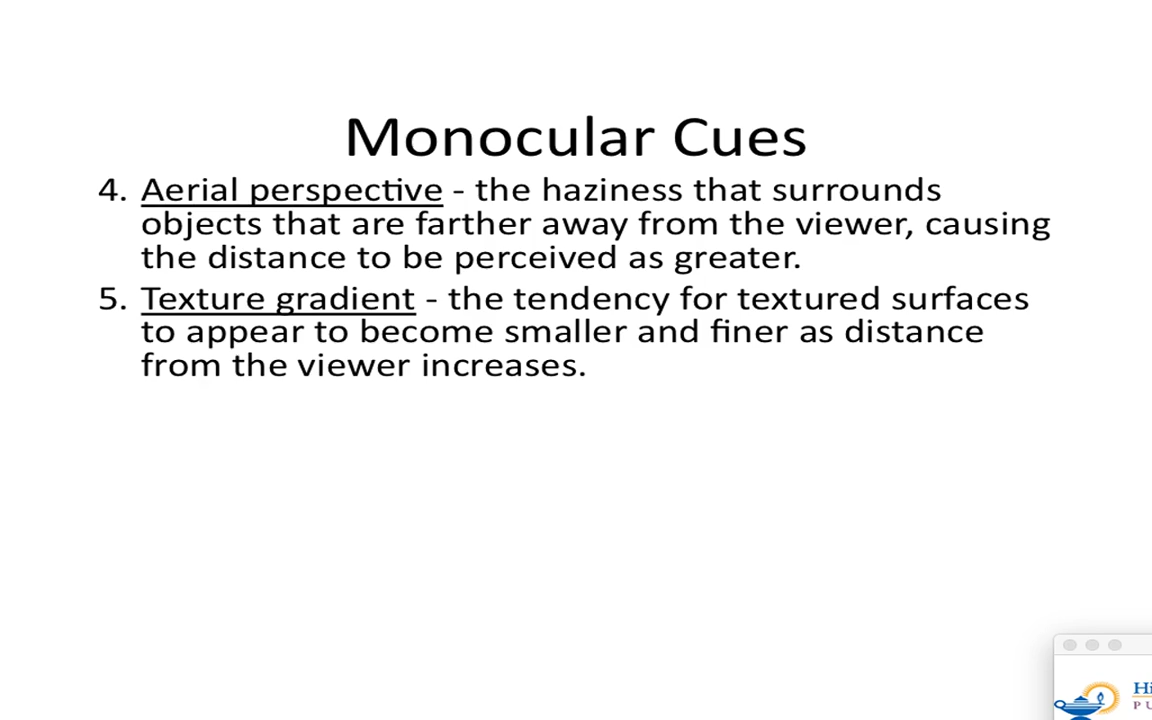 Monocular Cues
4. Aerial perspective - the haziness that surrounds
objects that are farther away from the viewer, causing
the distance to be perceived as greater.
5. Texture gradient - the tendency for textured surfaces
to appear to become smaller and finer as distance
from the viewer increases.